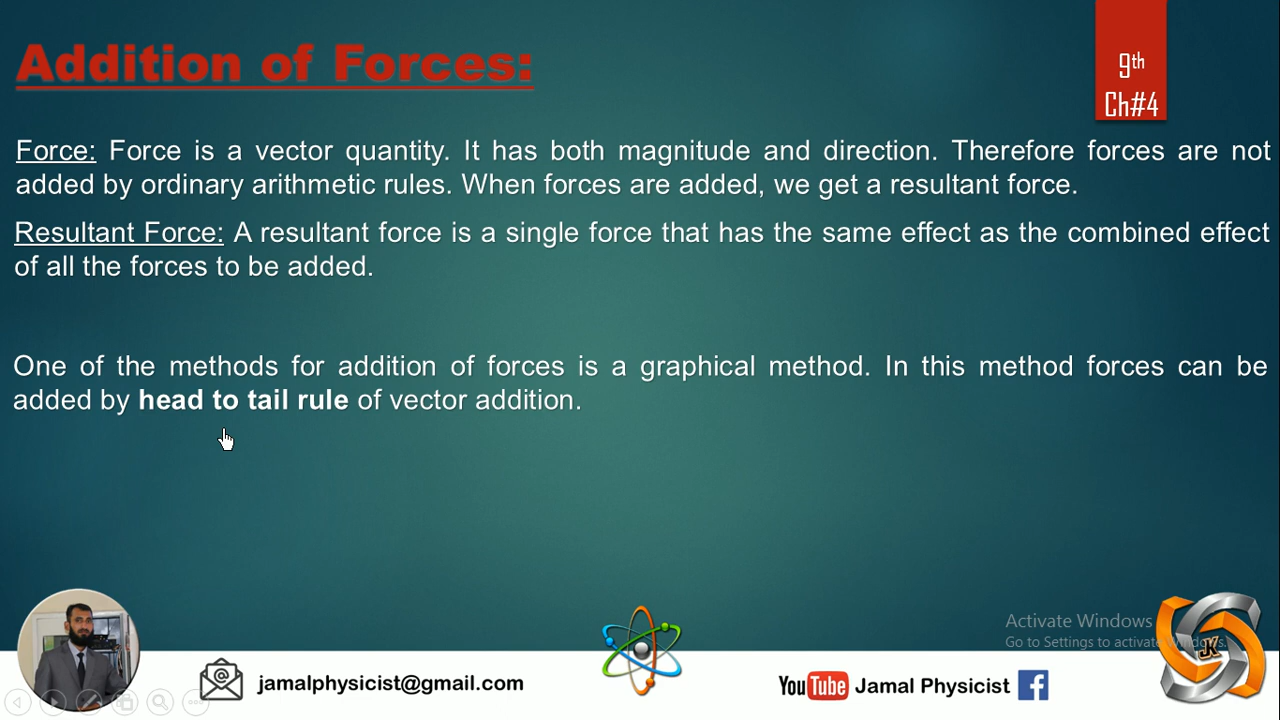 Addition of Forces:
9th
Ch#4
Force: Force is a vector quantity. It has both magnitude and direction. Therefore forces are not
added by ordinary arithmetic rules. When forces are added, we get a resultant force.
Resultant Force: A resultant force is a single force that has the same effect as the combined effect
of all the forces to be added.
One of the methods for addition of forces is a graphical method. In this method forces can be
added by head to tail rule of vector addition.
Activate Windows
Go to Settings to activate Windows.
JK
jamalphysicist@gmail.com
YouTube Jamal Physicist f